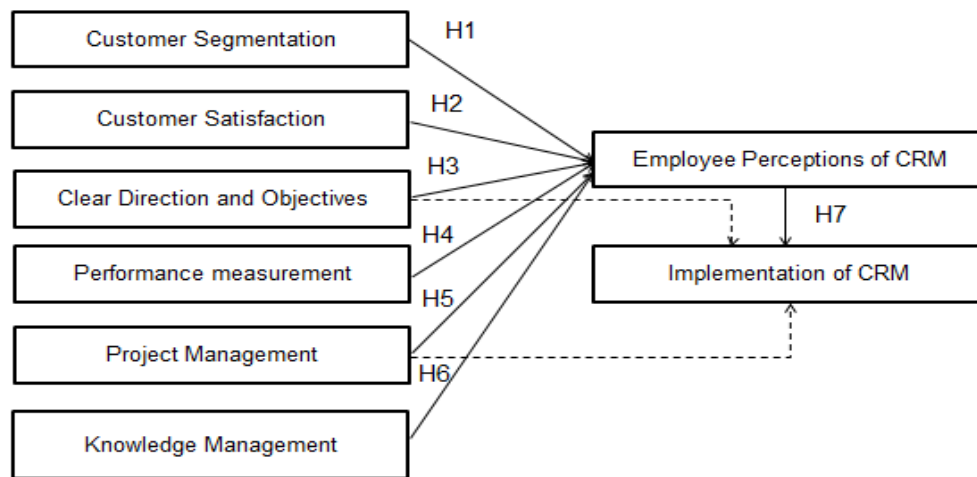 Customer Segmentation
H1
Customer Satisfaction
H2
Clear Direction and Objectives
H3
Employee Perceptions of CRM
H4
Performance measurement
H7
Implementation of CRM
H5
Project Management
H6
Knowledge Management